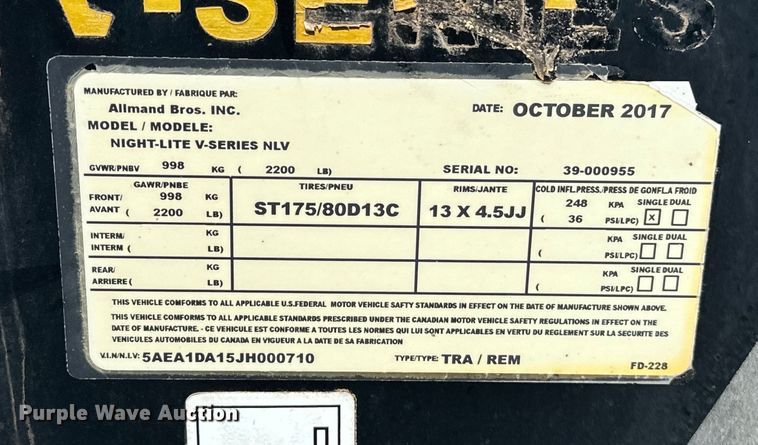 V-SERIES
MANUFACTURED BY / FABRIQUE PAR:
Allmand Bros. INC.
DATE: OCTOBER 2017
MODEL / MODELE:
NIGHT-LITE V-SERIES NLV
GVWR/PNBV 998 KG ( 2200 LB) SERIAL NO: 39-000955
GAWR/PNBE TIRES/PNEU RIMS/JANTE COLD INFL.PRESS./PRESS DE GONFLA FROID
FRONT/ 998 KG 248 KPA SINGLE DUAL
AVANT ( 2200 LB) ST175/80D13C 13 X 4.5JJ ( 36 PSI/LPC) x
INTERM/ KG KPA SINGLE DUAL
INTERM ( LB) ( PSI/LPC)
REAR/ KG KPA SINGLE DUAL
ARRIERE ( LB) ( PSI/LPC)
THIS VEHICLE COMFORMS TO ALL APPLICABLE U.S.FEDERAL MOTOR VEHICLE SAFTY STANDARDS IN EFFECT ON THE DATE OF MANUFACTURE SHOWN ABOVE.
THIS VEHICLE COMFORMS TO ALL APPLICABLE STANDARDS PRESCRIBED UNDER THE CANADIAN MOTOR VEHICLE SAFETY REGULATIONS IN EFFECT ON THE
DATE OF MANUFACTURE. - CE VEHICULE EST CONFORME A TOUTES LES NORMES QUI LUI SONT APPLICABLES EN VERTU DU REGLEMENT SUR LA SECURITE DES
VEHICULES AUTOMOBILES DU CANADA EN VIGUEUR A LA DATE DE SA FABRICATION
V.I.N/N.I.V: 5AEA1DA15JH000710 TYPE/TYPE: TRA / REM
FD-228
Purple Wave Auction